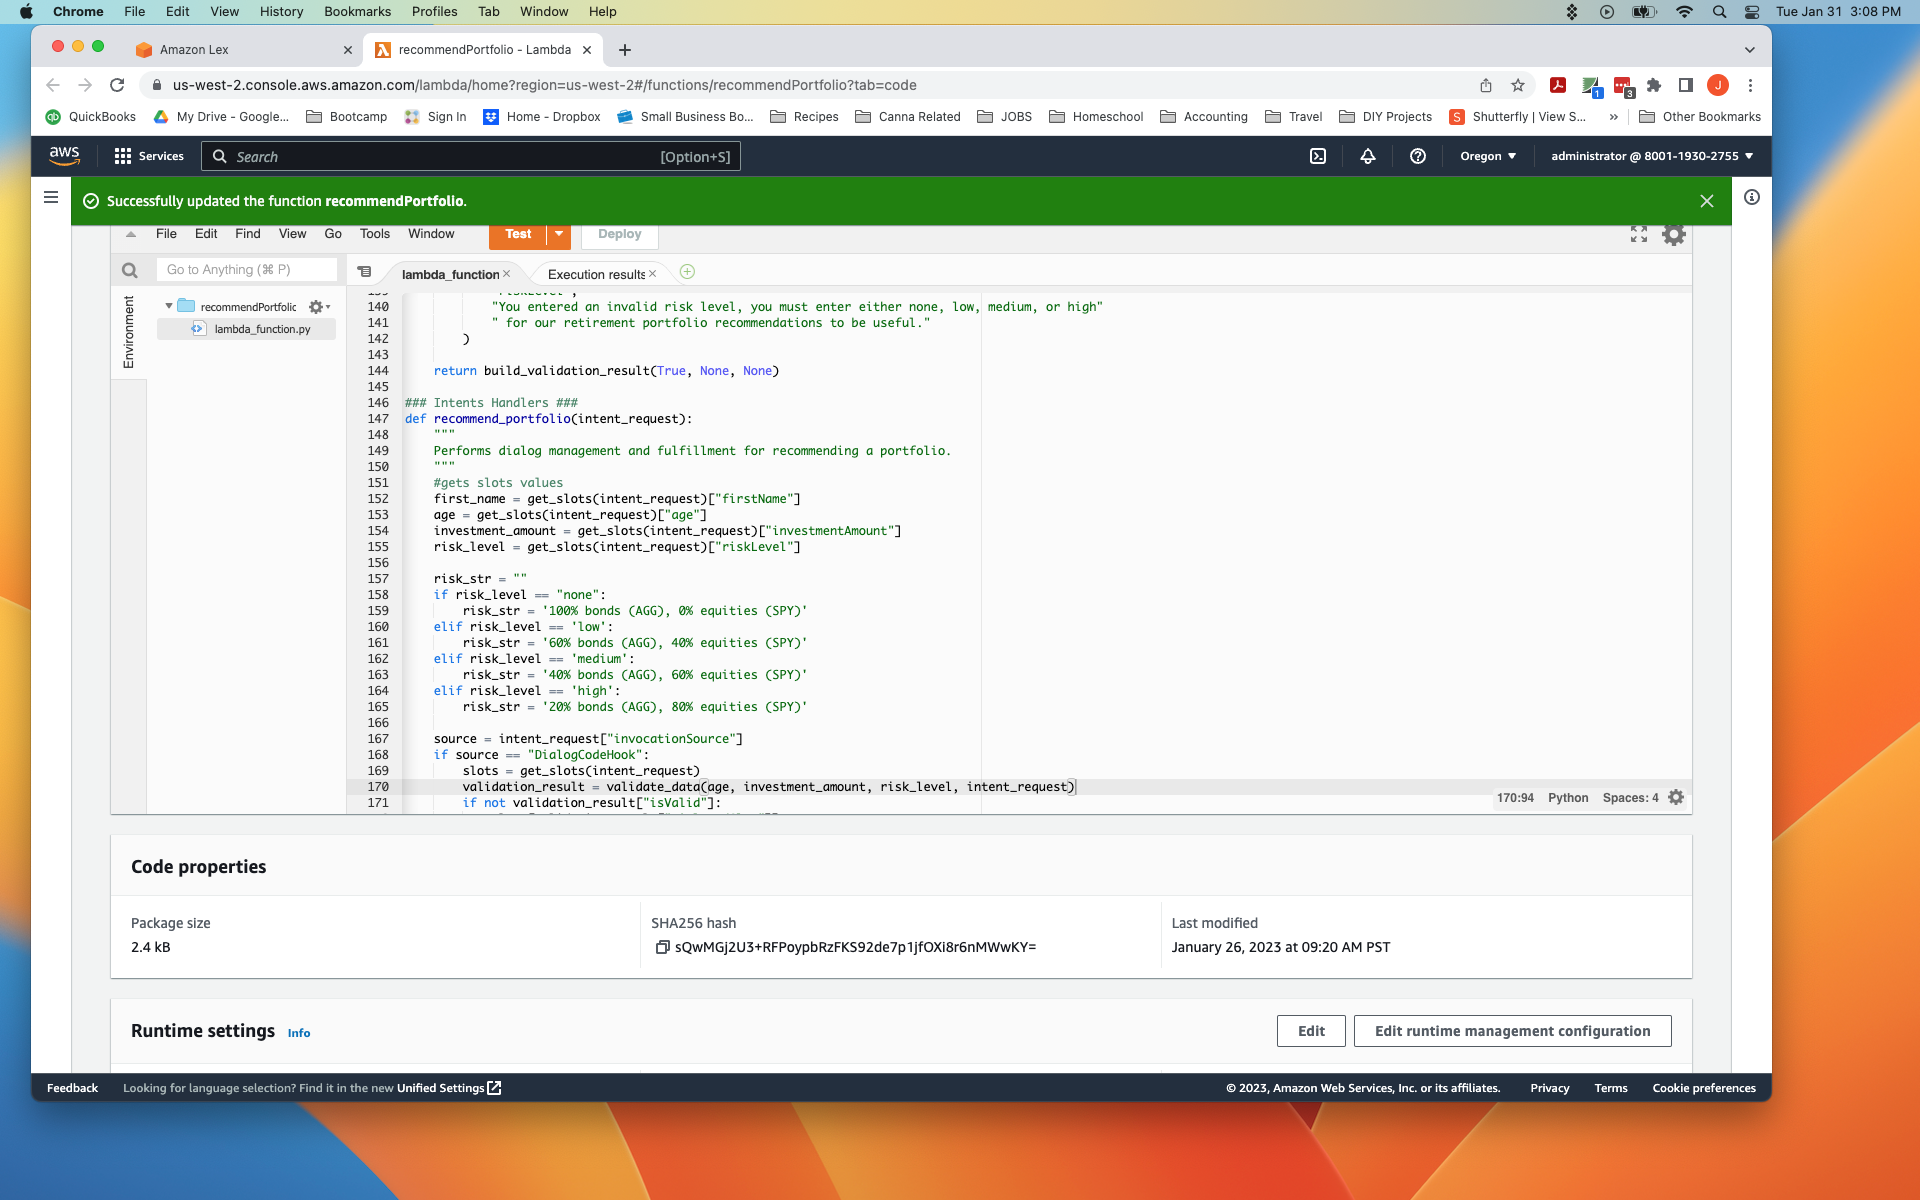 Chrome File Edit View History Bookmarks Profiles Tab Window Help Tue Jan 31 3:08 PM
Amazon Lex
recommendPortfolio - Lambda
us-west-2.console.aws.amazon.com/lambda/home?region=us-west-2#/functions/recommendPortfolio?tab=code
1
3
J
QuickBooks My Drive - Google... Bootcamp Sign In Home - Dropbox Small Business Bo... Recipes Canna Related JOBS Homeschool Accounting Travel DIY Projects Shutterfly | View S... » Other Bookmarks
aws Services Search [Option+S] Oregon administrator @ 8001-1930-2755
Successfully updated the function recommendPortfolio.
File Edit Find View Go Tools Window Test Deploy
Go to Anything (⌘ P)
lambda_function
Execution results
Environment
recommendPortfolic
lambda_function.py
139 "riskLevel",
140 "You entered an invalid risk level, you must enter either none, low, medium, or high"
141 " for our retirement portfolio recommendations to be useful."
142 )
143
144 return build_validation_result(True, None, None)
145
146 ### Intents Handlers ###
147 def recommend_portfolio(intent_request):
148 """
149 Performs dialog management and fulfillment for recommending a portfolio.
150 """
151 #gets slots values
152 first_name = get_slots(intent_request)["firstName"]
153 age = get_slots(intent_request)["age"]
154 investment_amount = get_slots(intent_request)["investmentAmount"]
155 risk_level = get_slots(intent_request)["riskLevel"]
156
157 risk_str = ""
158 if risk_level == "none":
159 risk_str = '100% bonds (AGG), 0% equities (SPY)'
160 elif risk_level == 'low':
161 risk_str = '60% bonds (AGG), 40% equities (SPY)'
162 elif risk_level == 'medium':
163 risk_str = '40% bonds (AGG), 60% equities (SPY)'
164 elif risk_level == 'high':
165 risk_str = '20% bonds (AGG), 80% equities (SPY)'
166
167 source = intent_request["invocationSource"]
168 if source == "DialogCodeHook":
169 slots = get_slots(intent_request)
170 validation_result = validate_data(age, investment_amount, risk_level, intent_request)
171 if not validation_result["isValid"]:
170:94 Python Spaces: 4
Code properties
Package size
2.4 kB
SHA256 hash
sQwMGj2U3+RFPoypbRzFKS92de7p1jfOXi8r6nMWwKY=
Last modified
January 26, 2023 at 09:20 AM PST
Runtime settings Info
Edit
Edit runtime management configuration
Feedback Looking for language selection? Find it in the new Unified Settings © 2023, Amazon Web Services, Inc. or its affiliates. Privacy Terms Cookie preferences